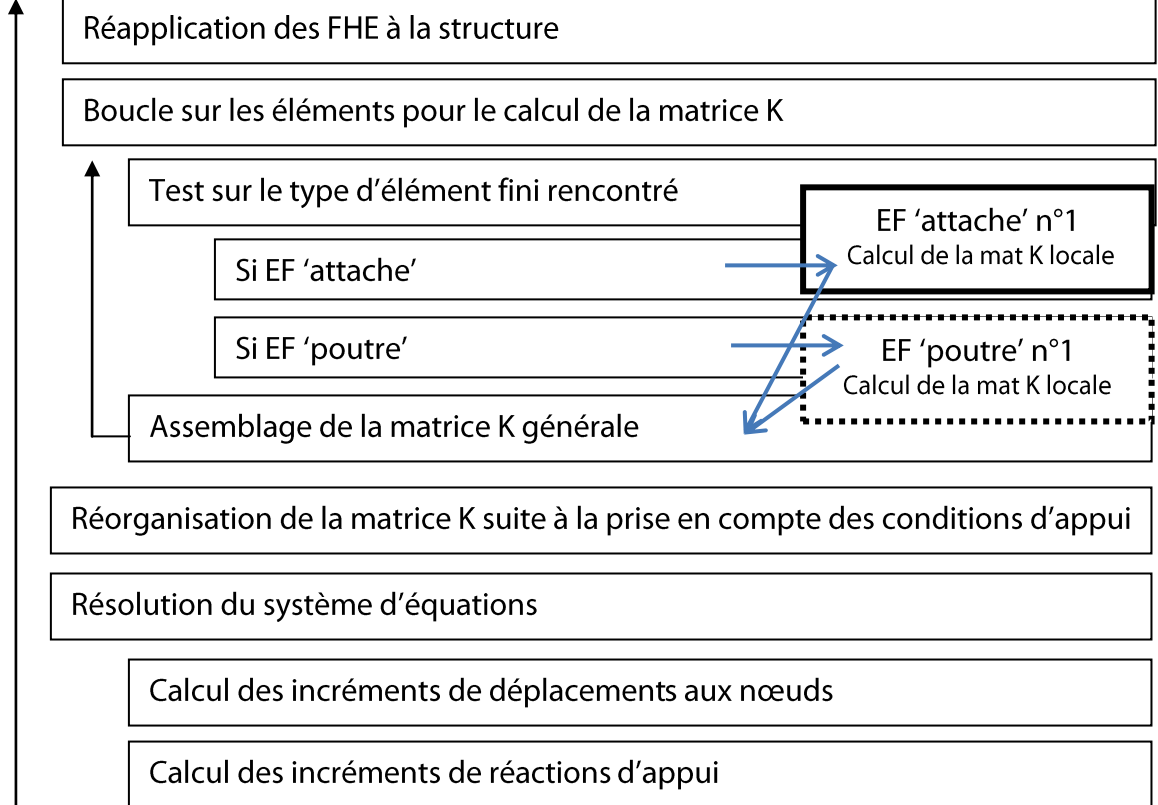 Réapplication des FHE à la structure
Boucle sur les éléments pour le calcul de la matrice K
Test sur le type d’élément fini rencontré
EF ‘attache’ n°1
Calcul de la mat K locale
Si EF ‘attache’
Si EF ‘poutre’
EF ‘poutre’ n°1
Calcul de la mat K locale
Assemblage de la matrice K générale
Réorganisation de la matrice K suite à la prise en compte des conditions d’appui
Résolution du système d’équations
Calcul des incréments de déplacements aux nœuds
Calcul des incréments de réactions d’appui